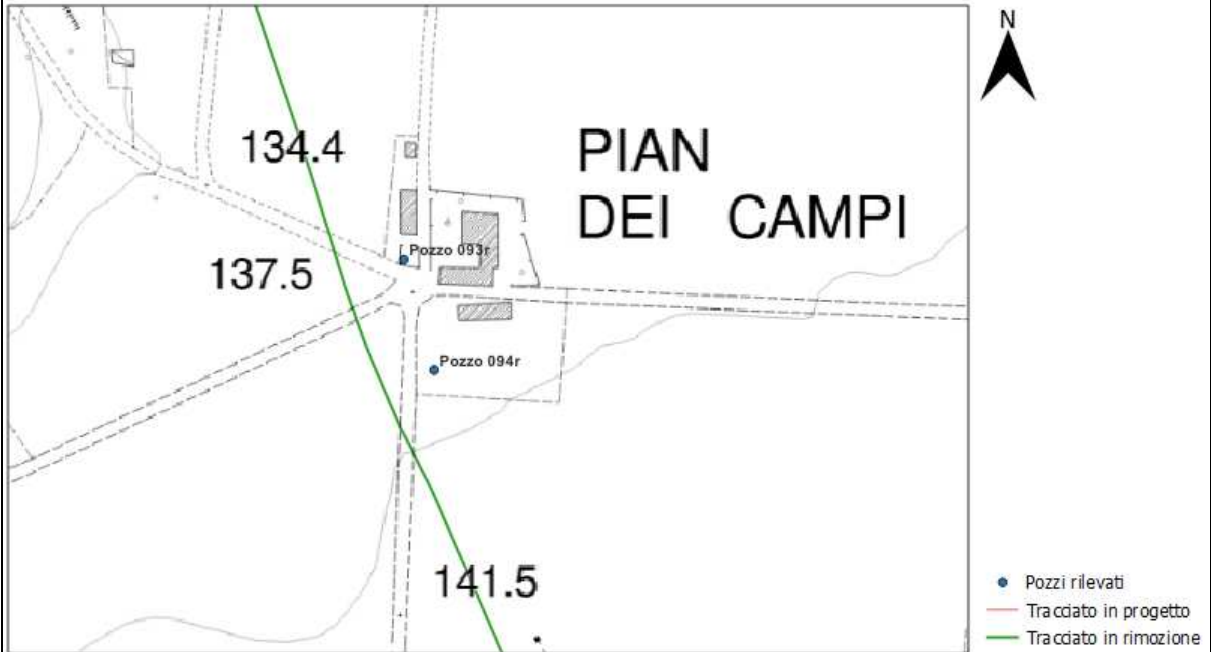 N
134.4
PIAN
DEI CAMPI
137.5
Pozzo 093r
Pozzo 094r
141.5
Pozzi rilevati
Tracciato in progetto
Tracciato in rimozione